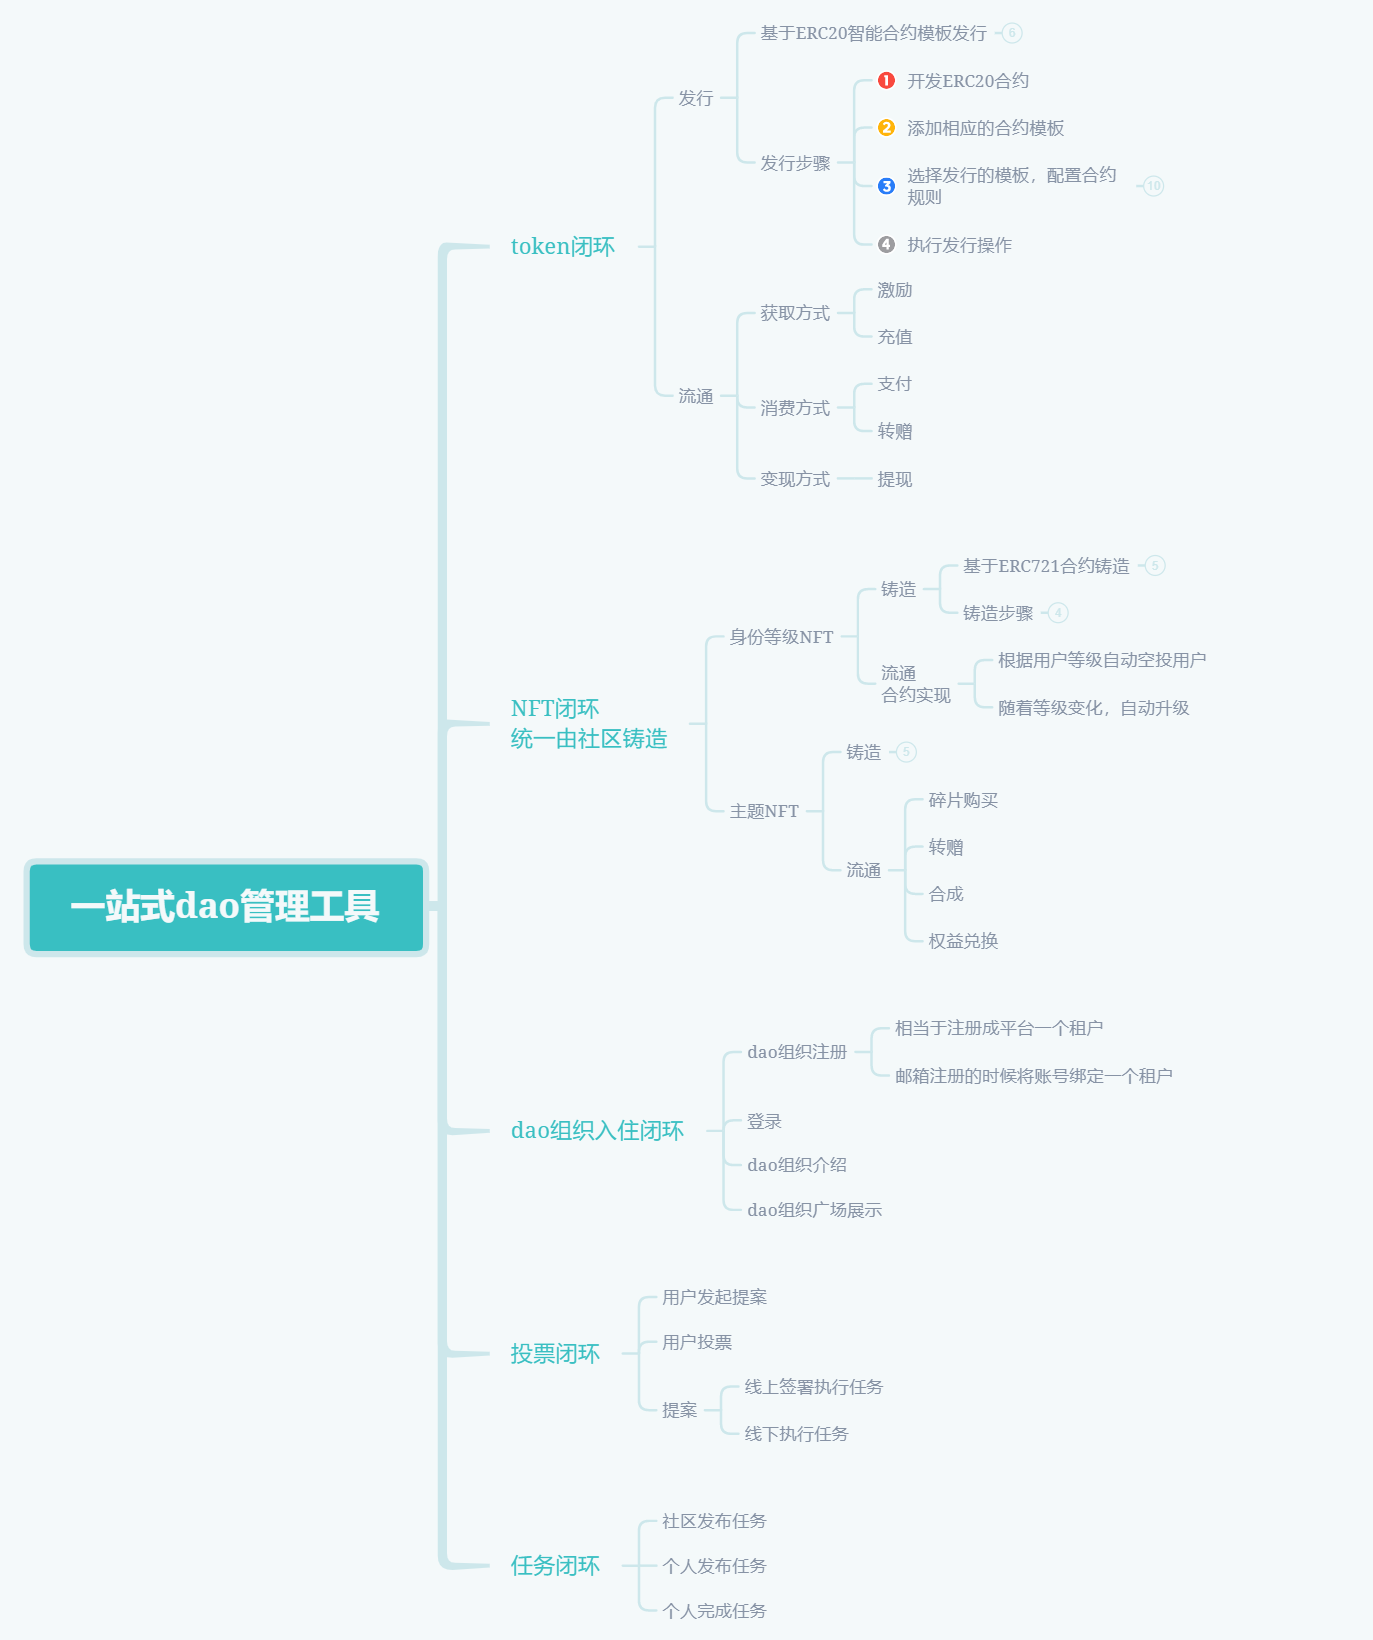 基于ERC20智能合约模板发行 6
发行
1 开发ERC20合约
2 添加相应的合约模板
发行步骤
3 选择发行的模板，配置合约
规则
10
4 执行发行操作
token闭环
获取方式
激励
充值
流通
消费方式
支付
转赠
变现方式
提现
NFT闭环
统一由社区铸造
身份等级NFT
铸造
基于ERC721合约铸造 5
铸造步骤 4
流通
合约实现
根据用户等级自动空投用户
随着等级变化，自动升级
主题NFT
铸造 5
流通
碎片购买
转赠
合成
权益兑换
一站式dao管理工具
dao组织入住闭环
dao组织注册
相当于注册成平台一个租户
邮箱注册的时候将账号绑定一个租户
登录
dao组织介绍
dao组织广场展示
投票闭环
用户发起提案
用户投票
提案
线上签署执行任务
线下执行任务
任务闭环
社区发布任务
个人发布任务
个人完成任务